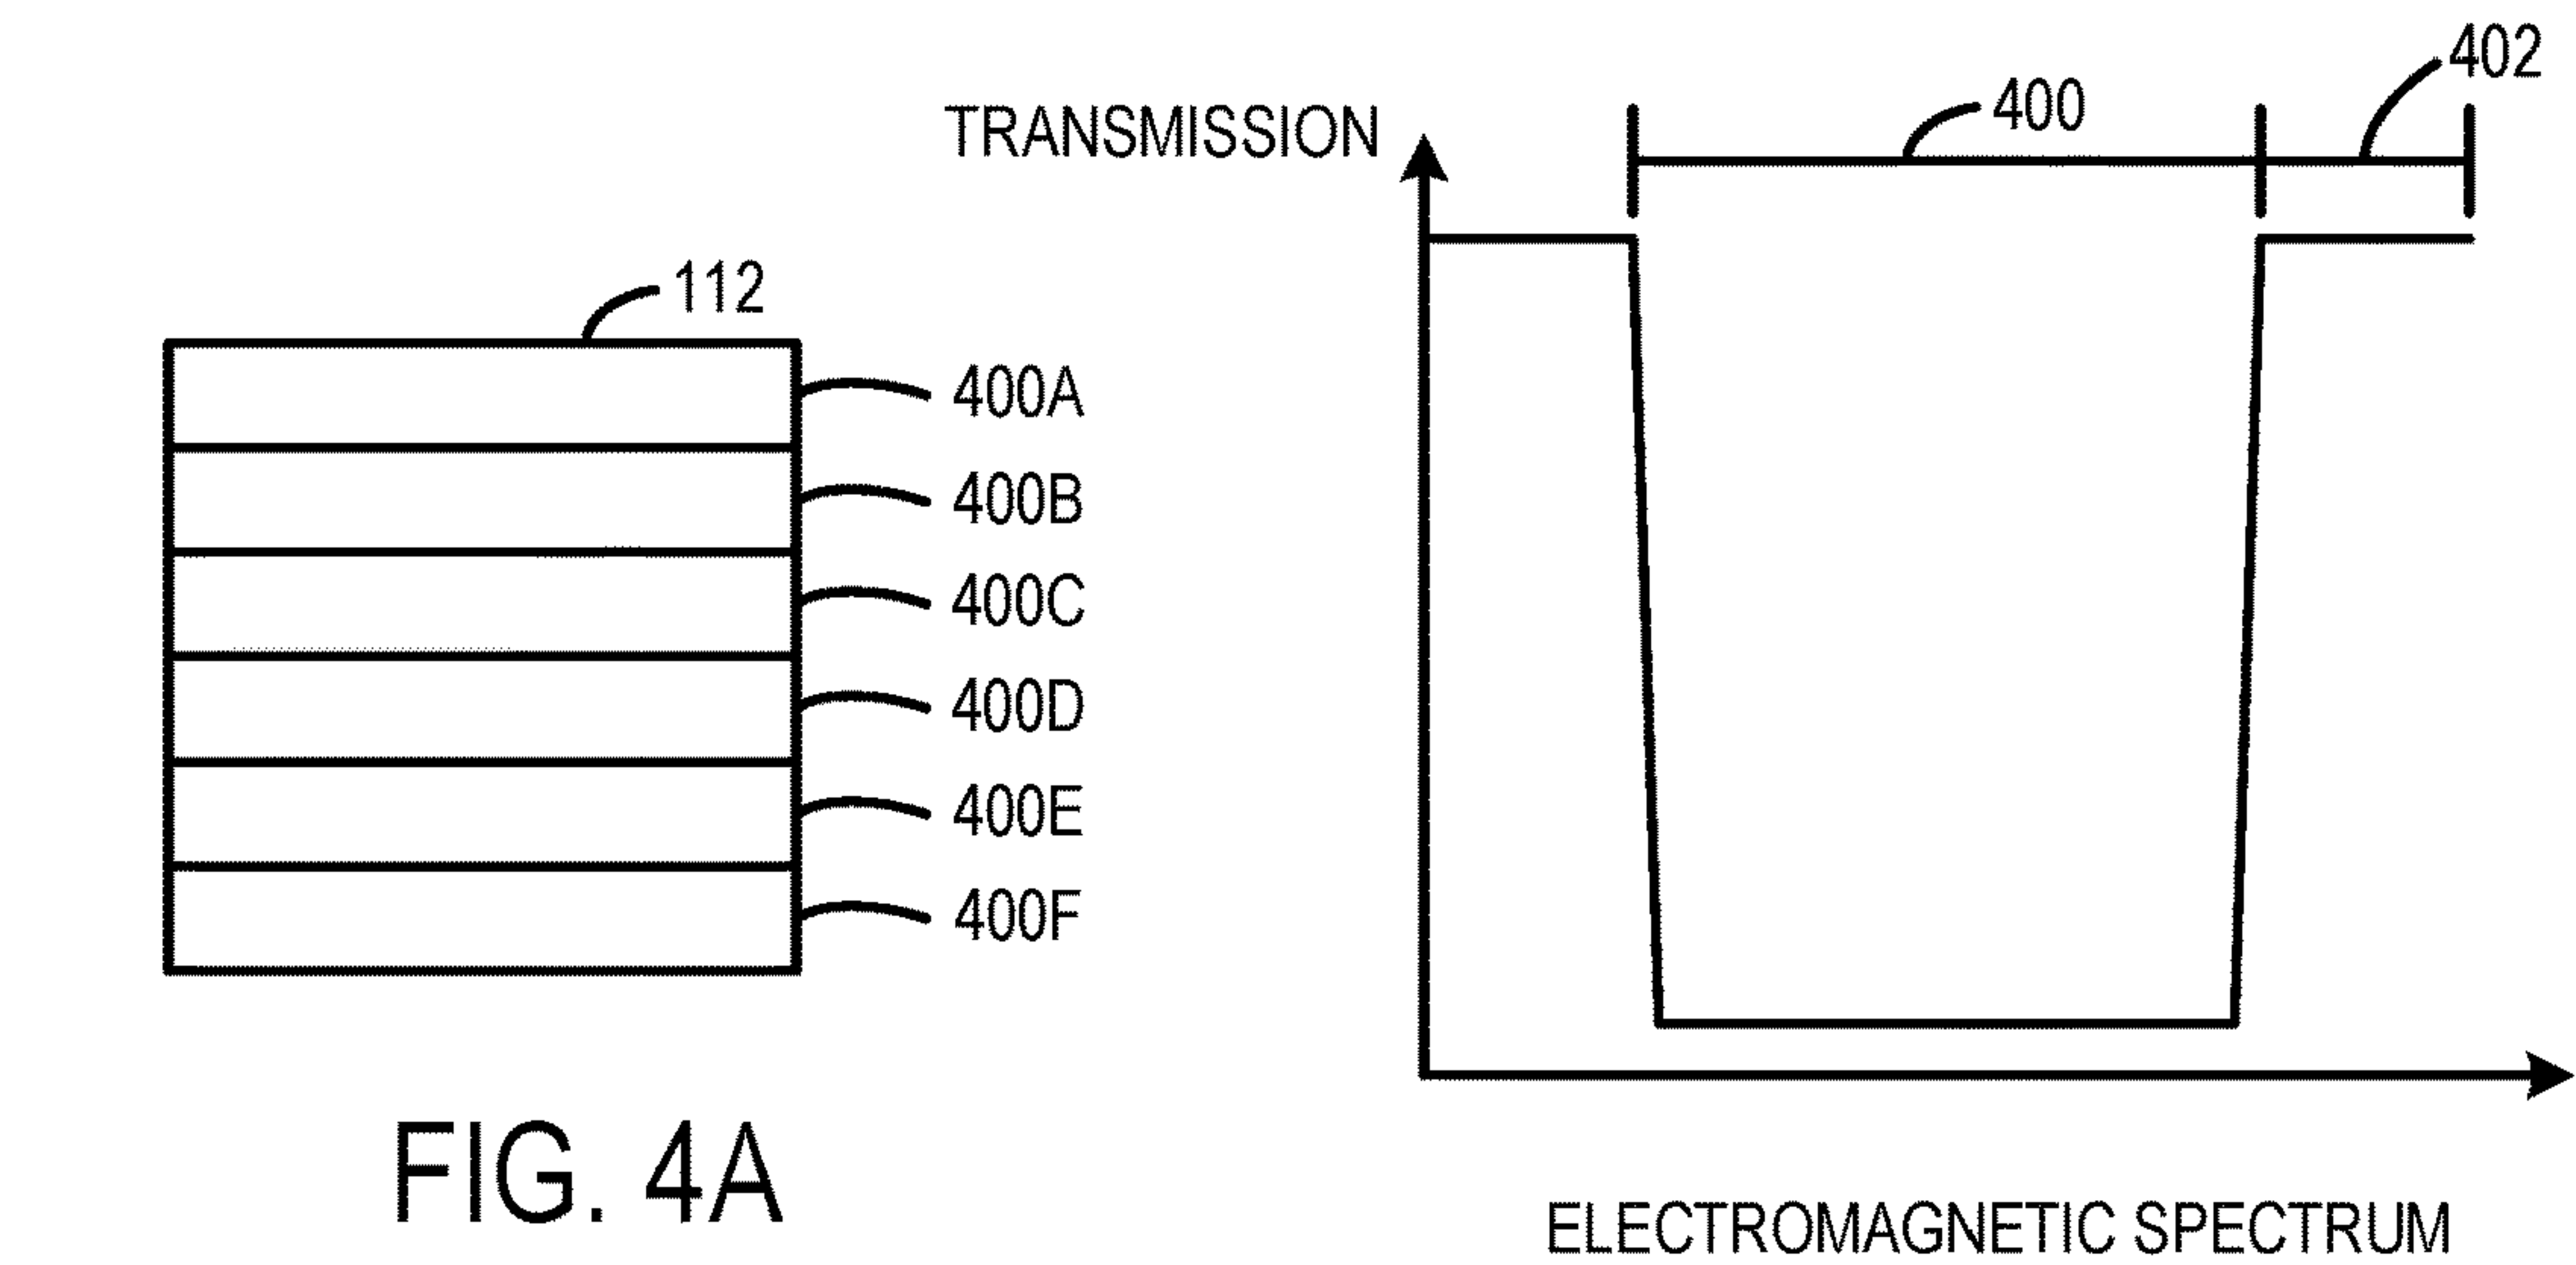 112
400A
400B
400C
400D
400E
400F
FIG. 4A
TRANSMISSION
400
402
ELECTROMAGNETIC SPECTRUM